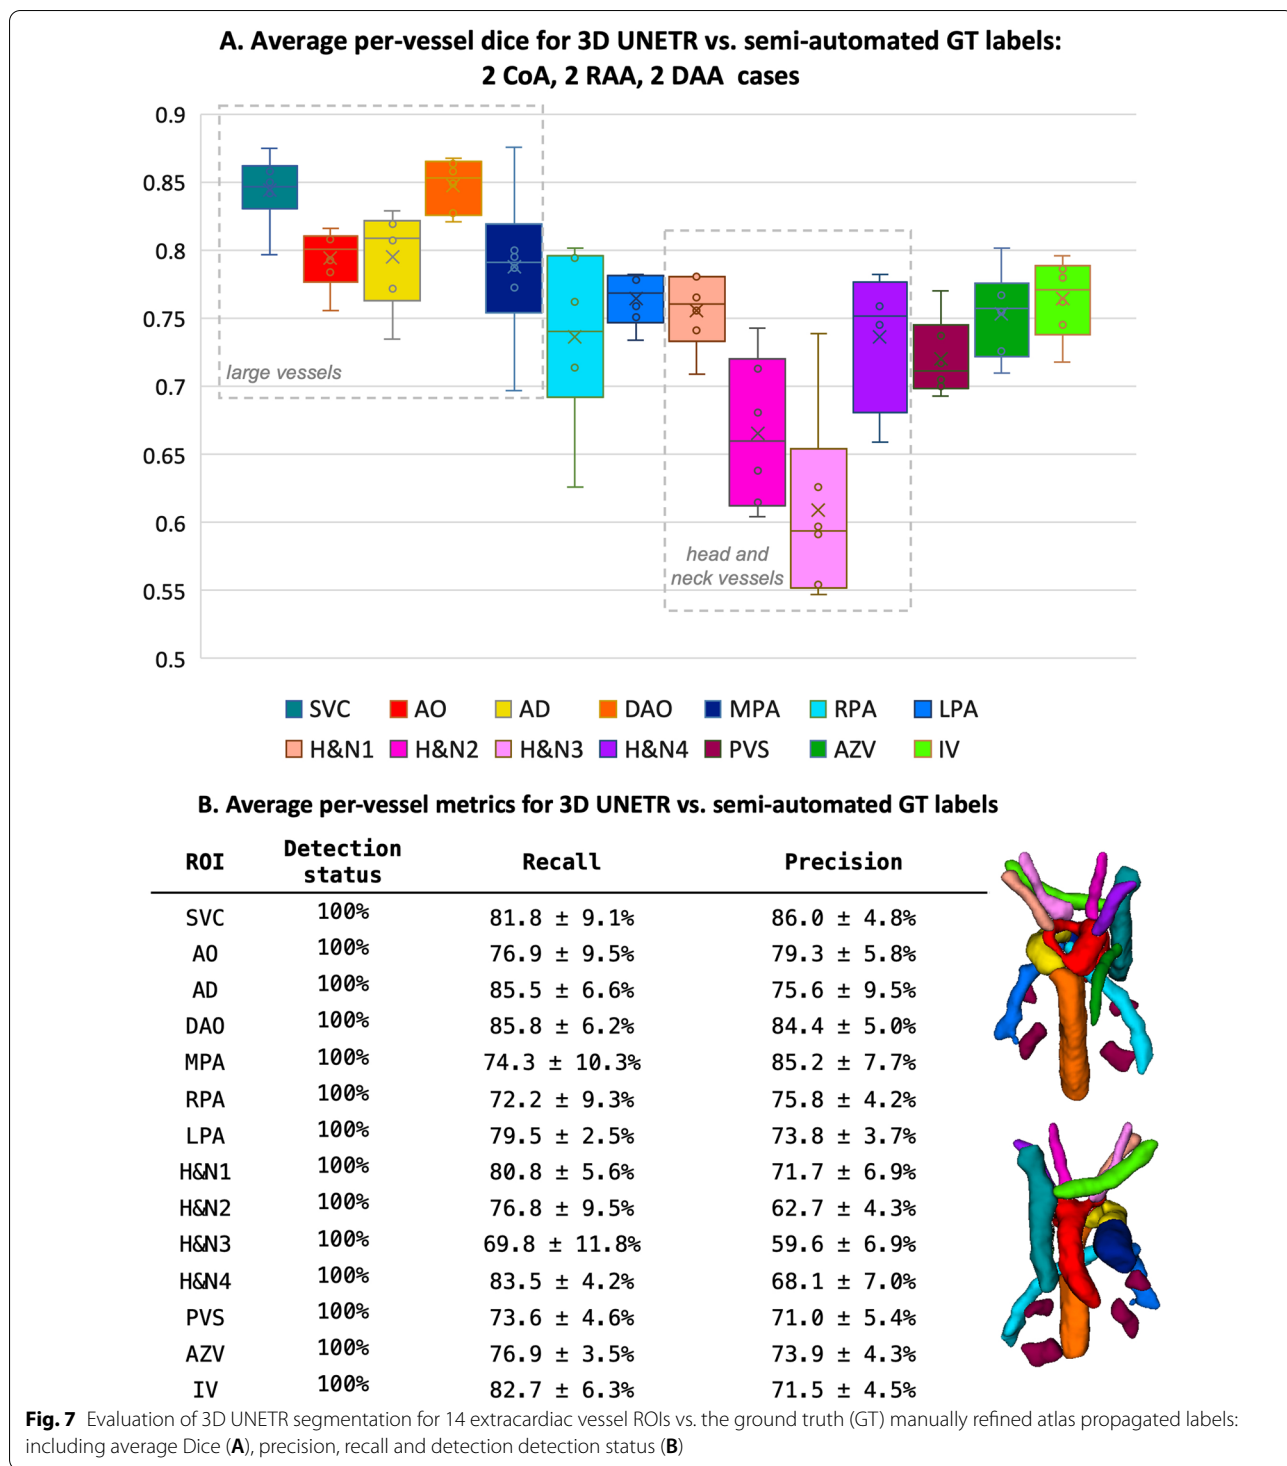 A. Average per-vessel dice for 3D UNETR vs. semi-automated GT labels:
2 CoA, 2 RAA, 2 DAA cases
0.9
0.85
0.8
0.75
0.7
0.65
0.6
0.55
0.5
large vessels
head and
neck vessels
SVC AO AD DAO MPA RPA LPA
H&N1 H&N2 H&N3 H&N4 PVS AZV IV
B. Average per-vessel metrics for 3D UNETR vs. semi-automated GT labels
ROI Detection status Recall Precision
SVC 100% 81.8 ± 9.1% 86.0 ± 4.8%
AO 100% 76.9 ± 9.5% 79.3 ± 5.8%
AD 100% 85.5 ± 6.6% 75.6 ± 9.5%
DAO 100% 85.8 ± 6.2% 84.4 ± 5.0%
MPA 100% 74.3 ± 10.3% 85.2 ± 7.7%
RPA 100% 72.2 ± 9.3% 75.8 ± 4.2%
LPA 100% 79.5 ± 2.5% 73.8 ± 3.7%
H&N1 100% 80.8 ± 5.6% 71.7 ± 6.9%
H&N2 100% 76.8 ± 9.5% 62.7 ± 4.3%
H&N3 100% 69.8 ± 11.8% 59.6 ± 6.9%
H&N4 100% 83.5 ± 4.2% 68.1 ± 7.0%
PVS 100% 73.6 ± 4.6% 71.0 ± 5.4%
AZV 100% 76.9 ± 3.5% 73.9 ± 4.3%
IV 100% 82.7 ± 6.3% 71.5 ± 4.5%
Fig. 7 Evaluation of 3D UNETR segmentation for 14 extracardiac vessel ROIs vs. the ground truth (GT) manually refined atlas propagated labels:
including average Dice (A), precision, recall and detection detection status (B)